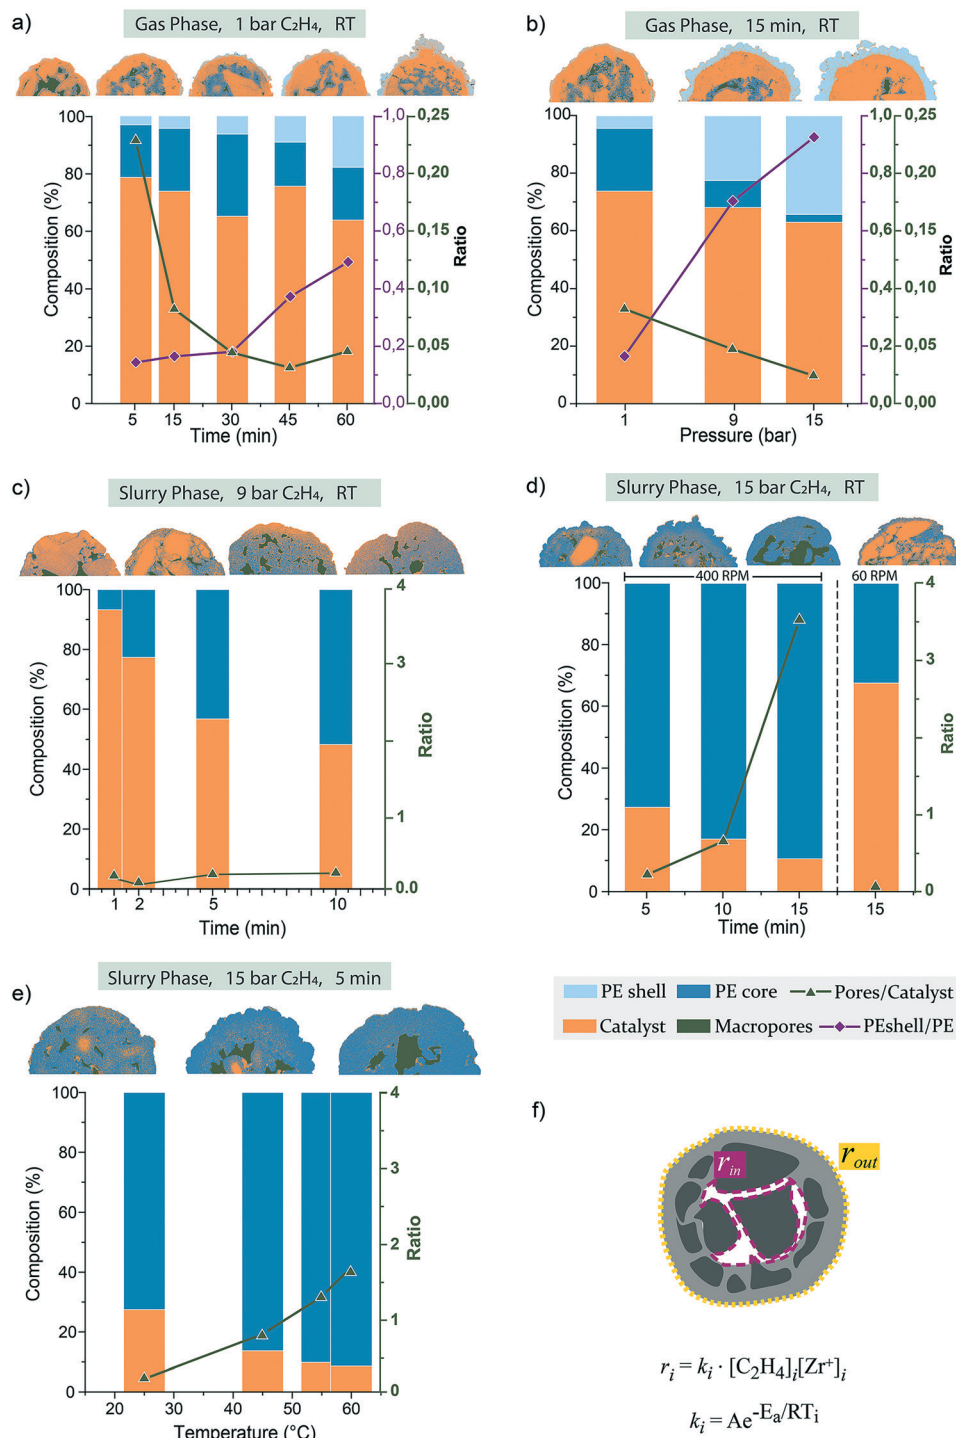 a)
Gas Phase, 1 bar C₂H₄, RT
100
80
60
40
20
0
Composition (%)
5 15 30 45 60
Time (min)
1,0
0,8
0,6
0,4
0,2
0,0
0,25
0,20
0,15
0,10
0,05
0,00
Ratio
b)
Gas Phase, 15 min, RT
100
80
60
40
20
0
Composition (%)
1 9 15
Pressure (bar)
1,0
0,8
0,6
0,4
0,2
0,0
0,25
0,20
0,15
0,10
0,05
0,00
Ratio
c)
Slurry Phase, 9 bar C₂H₄, RT
100
80
60
40
20
0
Composition (%)
1 2 5 10
Time (min)
4
3
2
1
0.0
Ratio
d)
Slurry Phase, 15 bar C₂H₄, RT
400 RPM
60 RPM
100
80
60
40
20
0
Composition (%)
5 10 15 15
Time (min)
4
3
2
1
0
Ratio
e)
Slurry Phase, 15 bar C₂H₄, 5 min
100
80
60
40
20
0
Composition (%)
20 30 40 50 60
Temperature (°C)
4
3
2
1
0
Ratio
PE shell PE core Pores/Catalyst
Catalyst Macropores PEshell/PE
f)
r_in
r_out
r_i = k_i · [C₂H₄]_i[Zr⁺]_i
k_i = Ae^-E_a/RT_i